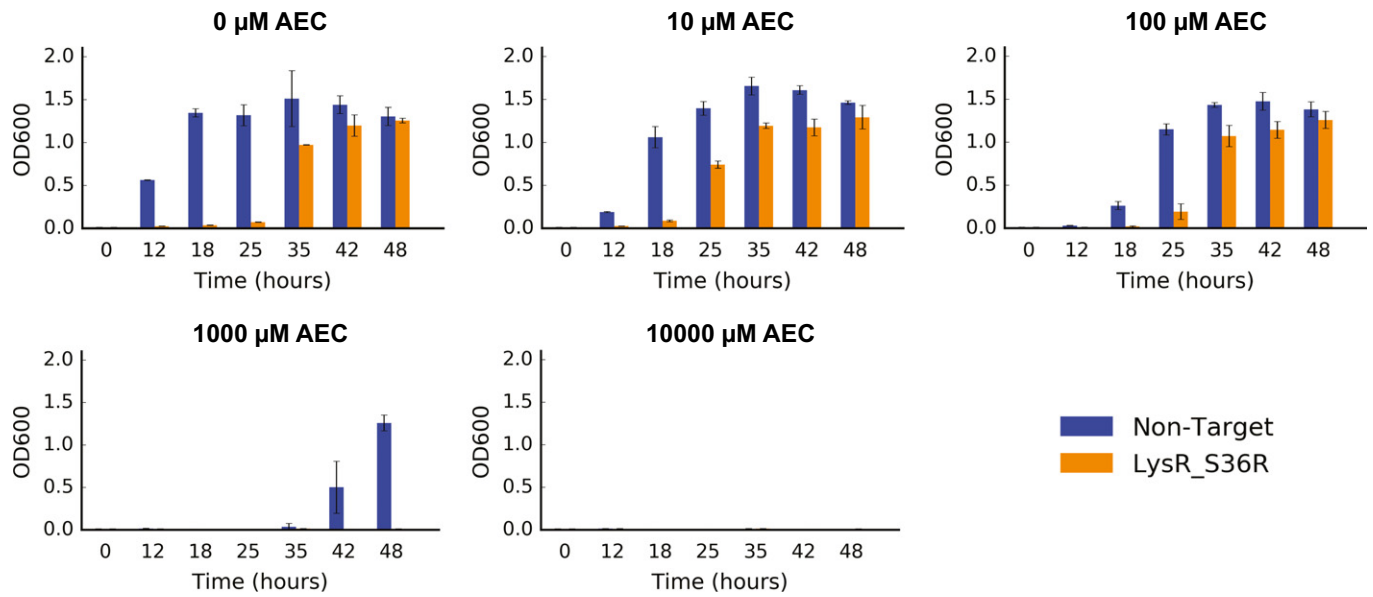 0 µM AEC
10 µM AEC
100 µM AEC
2.0
1.5
1.0
0.5
0.0
OD600
0 12 18 25 35 42 48
Time (hours)
2.0
1.5
1.0
0.5
0.0
OD600
0 12 18 25 35 42 48
Time (hours)
2.0
1.5
1.0
0.5
0.0
OD600
0 12 18 25 35 42 48
Time (hours)
1000 µM AEC
10000 µM AEC
2.0
1.5
1.0
0.5
0.0
OD600
0 12 18 25 35 42 48
Time (hours)
2.0
1.5
1.0
0.5
0.0
OD600
0 12 18 25 35 42 48
Time (hours)
Non-Target
LysR_S36R